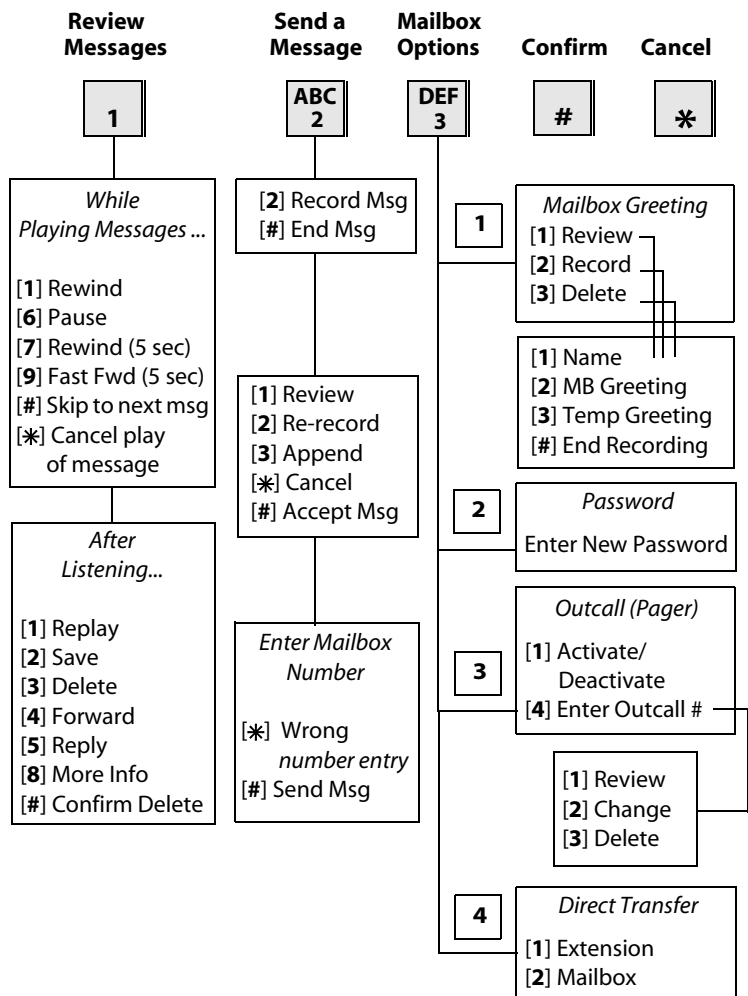 Review
Messages
Send a
Message
Mailbox
Options
Confirm
Cancel
1
ABC
2
DEF
3
#
*
While
Playing Messages ...
[1] Rewind
[6] Pause
[7] Rewind (5 sec)
[9] Fast Fwd (5 sec)
[#] Skip to next msg
[*] Cancel play
of message
After
Listening...
[1] Replay
[2] Save
[3] Delete
[4] Forward
[5] Reply
[8] More Info
[#] Confirm Delete
[2] Record Msg
[#] End Msg
[1] Review
[2] Re-record
[3] Append
[*] Cancel
[#] Accept Msg
Enter Mailbox
Number
[*] Wrong
number entry
[#] Send Msg
1
Mailbox Greeting
[1] Review
[2] Record
[3] Delete
[1] Name
[2] MB Greeting
[3] Temp Greeting
[#] End Recording
2
Password
Enter New Password
3
Outcall (Pager)
[1] Activate/
Deactivate
[4] Enter Outcall #
[1] Review
[2] Change
[3] Delete
4
Direct Transfer
[1] Extension
[2] Mailbox